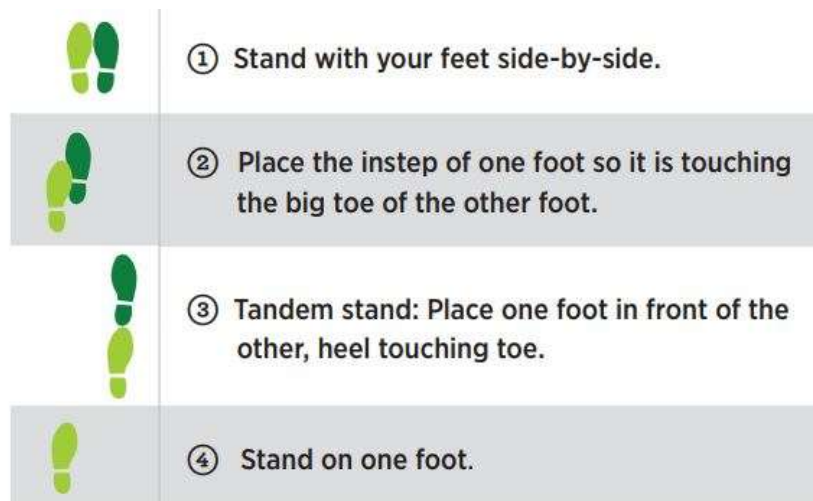 ① Stand with your feet side-by-side.
② Place the instep of one foot so it is touching
the big toe of the other foot.
③ Tandem stand: Place one foot in front of the
other, heel touching toe.
④ Stand on one foot.